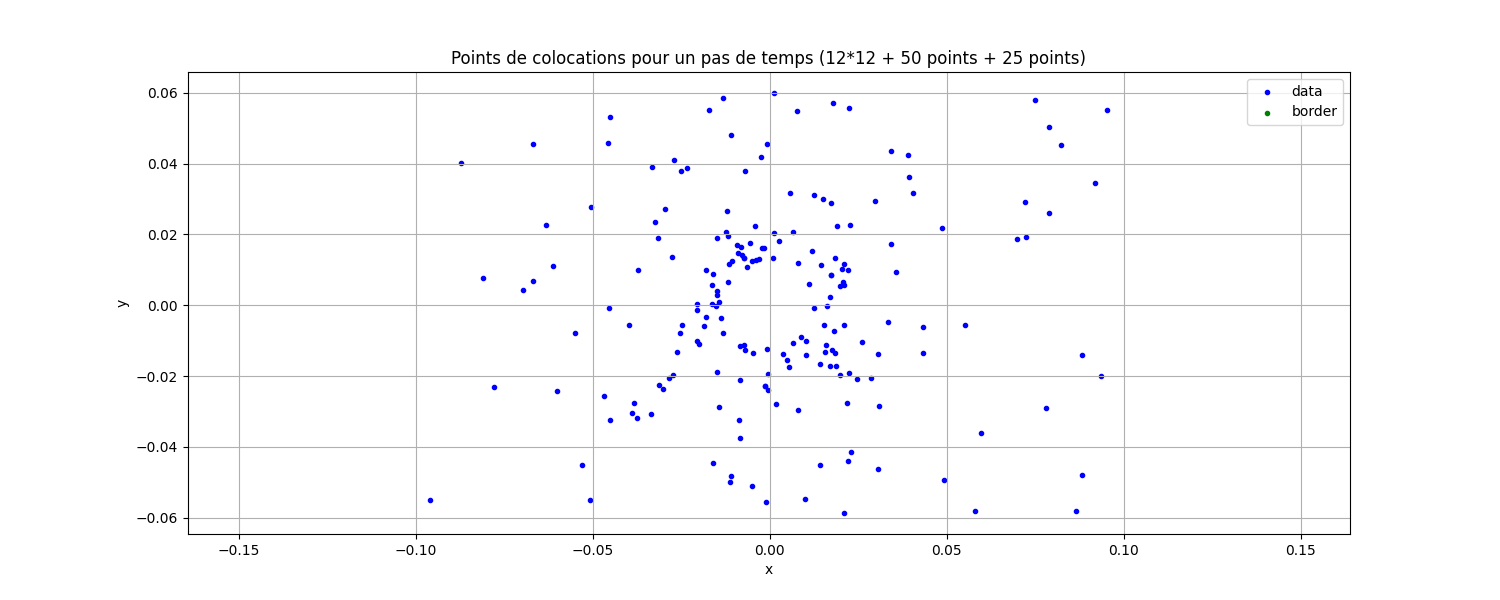 Points de colocations pour un pas de temps (12*12 + 50 points + 25 points)
data
border
0.06
0.04
0.02
0.00
−0.02
−0.04
−0.06
y
−0.15 −0.10 −0.05 0.00 0.05 0.10 0.15
x